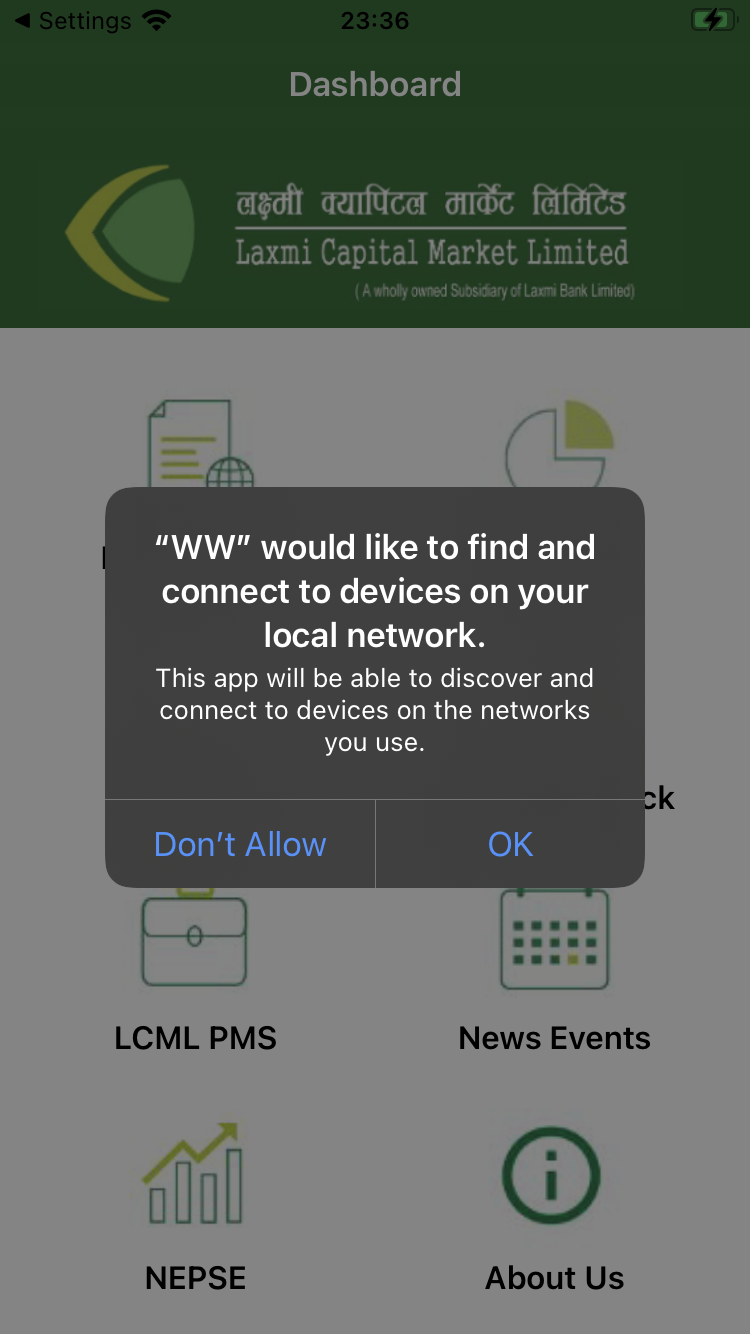 Settings
23:36
Dashboard
लक्ष्मी क्यापिटल मार्केट लिमिटेड
Laxmi Capital Market Limited
( A wholly owned Subsidiary of Laxmi Bank Limited)
“WW” would like to find and
connect to devices on your
local network.
This app will be able to discover and
connect to devices on the networks
you use.
ck
Don’t Allow
OK
LCML PMS
News Events
NEPSE
About Us